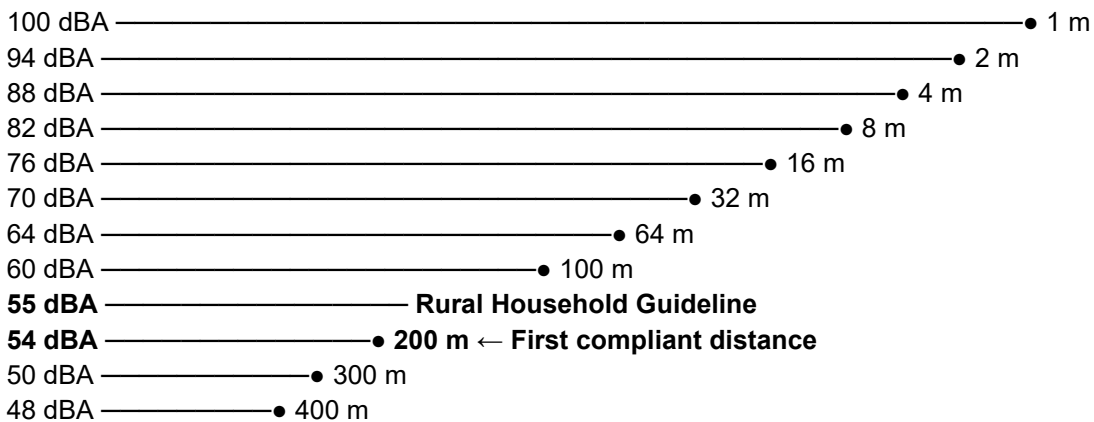 100 dBA ● 1 m
94 dBA ● 2 m
88 dBA ● 4 m
82 dBA ● 8 m
76 dBA ● 16 m
70 dBA ● 32 m
64 dBA ● 64 m
60 dBA ● 100 m
55 dBA Rural Household Guideline
54 dBA ● 200 m ← First compliant distance
50 dBA ● 300 m
48 dBA ● 400 m